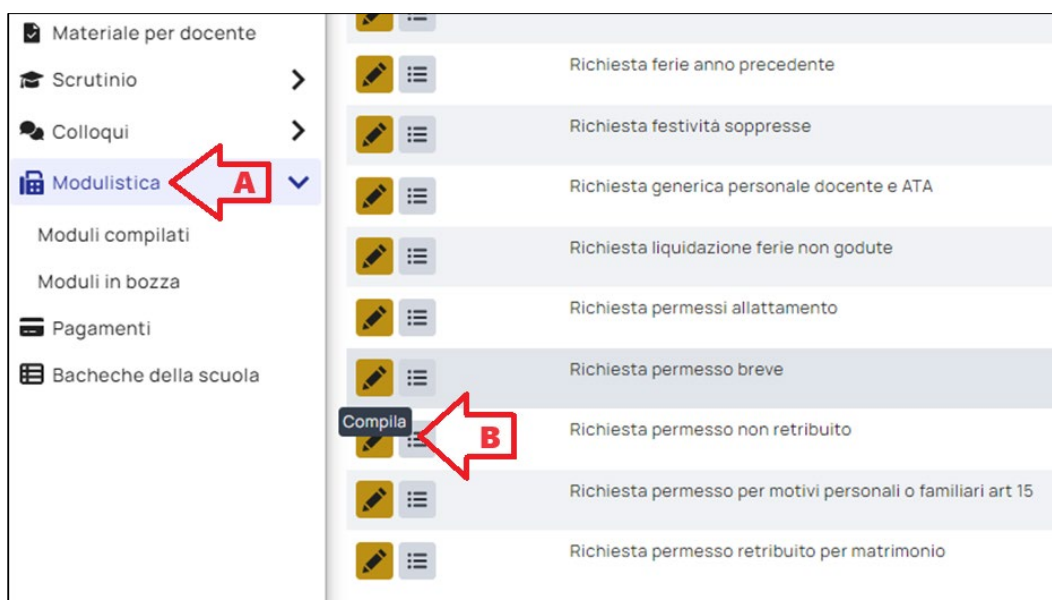 Materiale per docente
Scrutinio
Colloqui
Modulistica
A
Moduli compilati
Moduli in bozza
Pagamenti
Bacheche della scuola
Richiesta ferie anno precedente
Richiesta festività soppresse
Richiesta generica personale docente e ATA
Richiesta liquidazione ferie non godute
Richiesta permessi allattamento
Richiesta permesso breve
Compila
B
Richiesta permesso non retribuito
Richiesta permesso per motivi personali o familiari art 15
Richiesta permesso retribuito per matrimonio